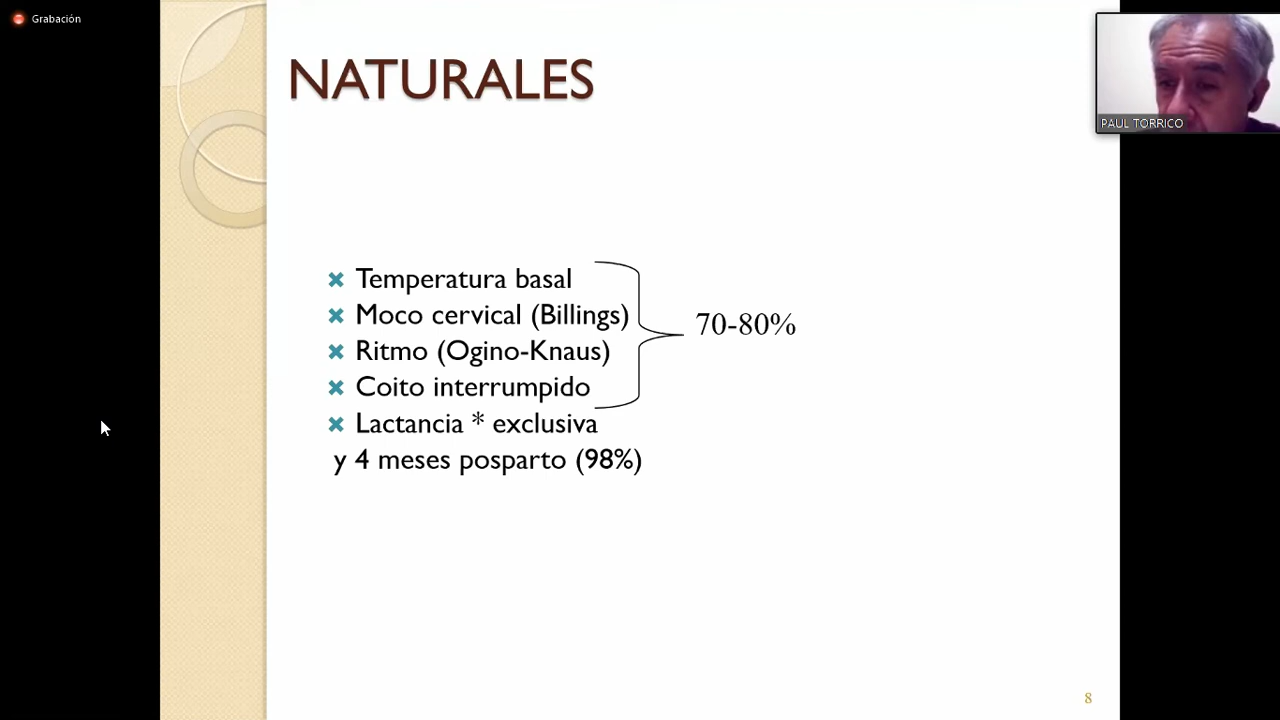 Grabación
NATURALES
PAUL TORRICO
Temperatura basal
Moco cervical (Billings)
Ritmo (Ogino-Knaus)
Coito interrumpido
70-80%
Lactancia * exclusiva
y 4 meses posparto (98%)
8